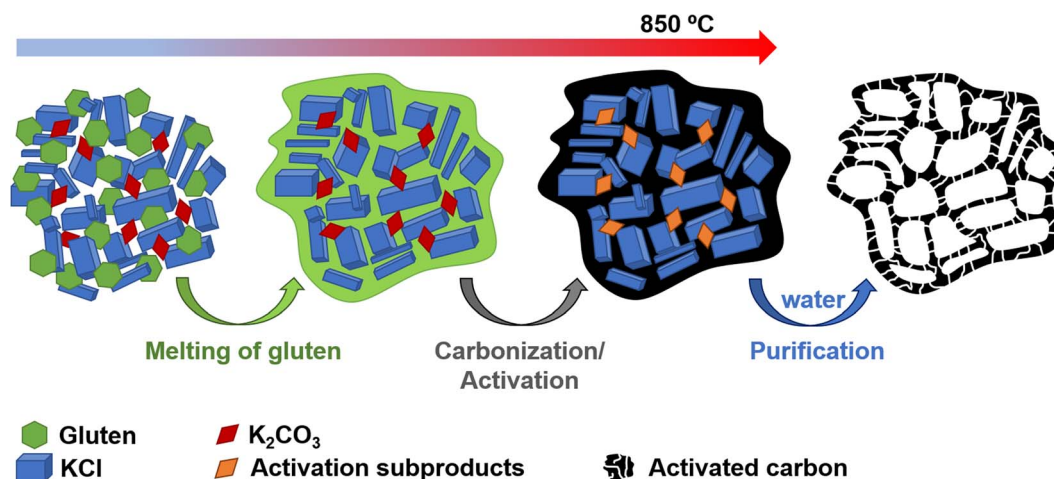 850 ºC
water
Melting of gluten
Carbonization/
Activation
Purification
Gluten
K₂CO₃
KCl
Activation subproducts
Activated carbon